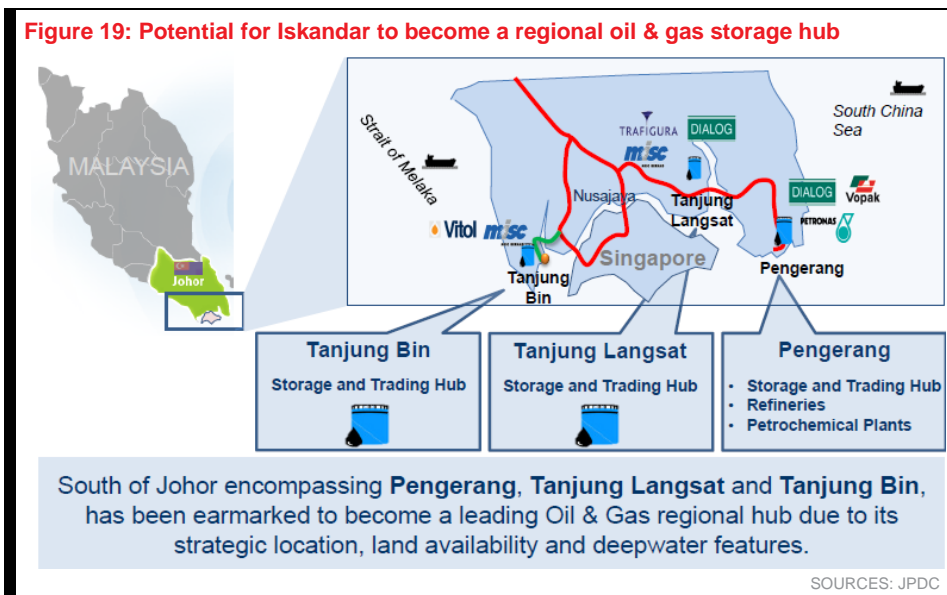 Figure 19: Potential for Iskandar to become a regional oil & gas storage hub
MALAYSIA
Johor
Strait of Melaka
South China
Sea
TRAFIGURA
DIALOG
misc
Nusajaya
Tanjung
Langsat
DIALOG
Vopak
PETRONAS
Vitol misc
Singapore
Tanjung
Bin
Pengerang
Tanjung Bin
Storage and Trading Hub
Tanjung Langsat
Storage and Trading Hub
Pengerang
• Storage and Trading Hub
• Refineries
• Petrochemical Plants
South of Johor encompassing Pengerang, Tanjung Langsat and Tanjung Bin,
has been earmarked to become a leading Oil & Gas regional hub due to its
strategic location, land availability and deepwater features.
SOURCES: JPDC